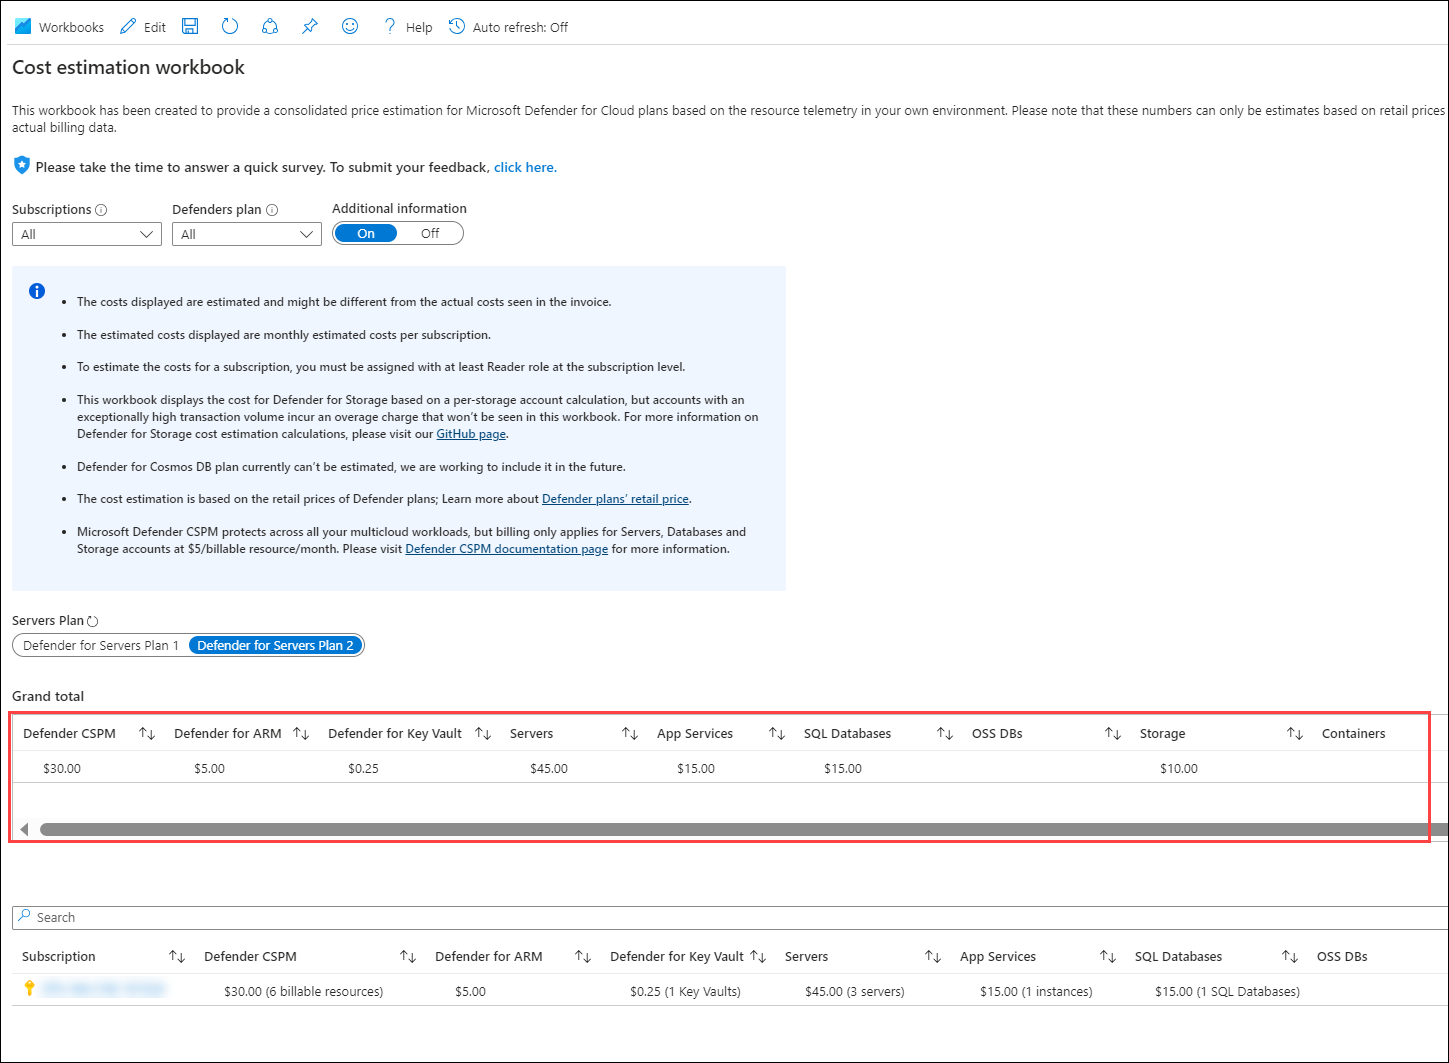 Workbooks Edit Help Auto refresh: Off
Cost estimation workbook
This workbook has been created to provide a consolidated price estimation for Microsoft Defender for Cloud plans based on the resource telemetry in your own environment. Please note that these numbers can only be estimates based on retail prices
actual billing data.
Please take the time to answer a quick survey. To submit your feedback, click here.
Subscriptions Defenders plan Additional information
All All On Off
• The costs displayed are estimated and might be different from the actual costs seen in the invoice.
• The estimated costs displayed are monthly estimated costs per subscription.
• To estimate the costs for a subscription, you must be assigned with at least Reader role at the subscription level.
• This workbook displays the cost for Defender for Storage based on a per-storage account calculation, but accounts with an
exceptionally high transaction volume incur an overage charge that won't be seen in this workbook. For more information on
Defender for Storage cost estimation calculations, please visit our GitHub page.
• Defender for Cosmos DB plan currently can't be estimated, we are working to include it in the future.
• The cost estimation is based on the retail prices of Defender plans; Learn more about Defender plans' retail price.
• Microsoft Defender CSPM protects across all your multicloud workloads, but billing only applies for Servers, Databases and
Storage accounts at $5/billable resource/month. Please visit Defender CSPM documentation page for more information.
Servers Plan
Defender for Servers Plan 1 Defender for Servers Plan 2
Grand total
Defender CSPM Defender for ARM Defender for Key Vault Servers App Services SQL Databases OSS DBs Storage Containers
$30.00 $5.00 $0.25 $45.00 $15.00 $15.00 $10.00
Search
Subscription Defender CSPM Defender for ARM Defender for Key Vault Servers App Services SQL Databases OSS DBs
$30.00 (6 billable resources) $5.00 $0.25 (1 Key Vaults) $45.00 (3 servers) $15.00 (1 instances) $15.00 (1 SQL Databases)